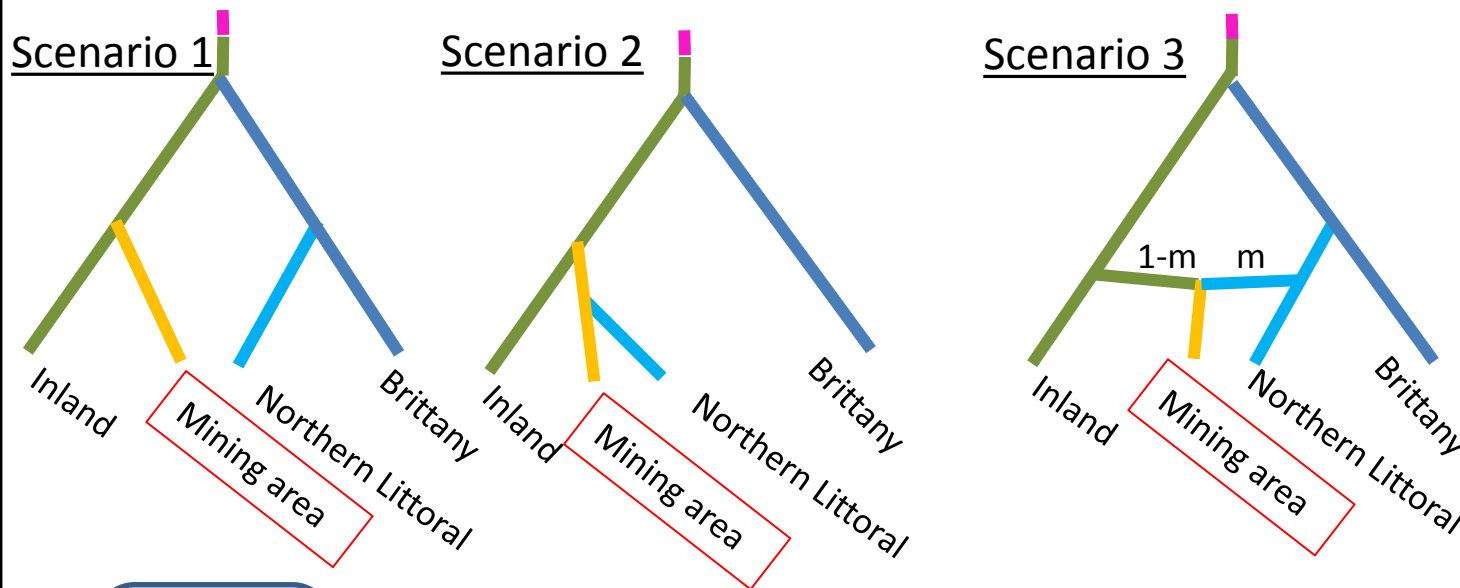 Scenario 1
Inland
Mining area
Northern Littoral
Brittany
Scenario 2
Inland
Mining area
Northern Littoral
Brittany
Scenario 3
1-m
m
Inland
Mining area
Northern Littoral
Brittany